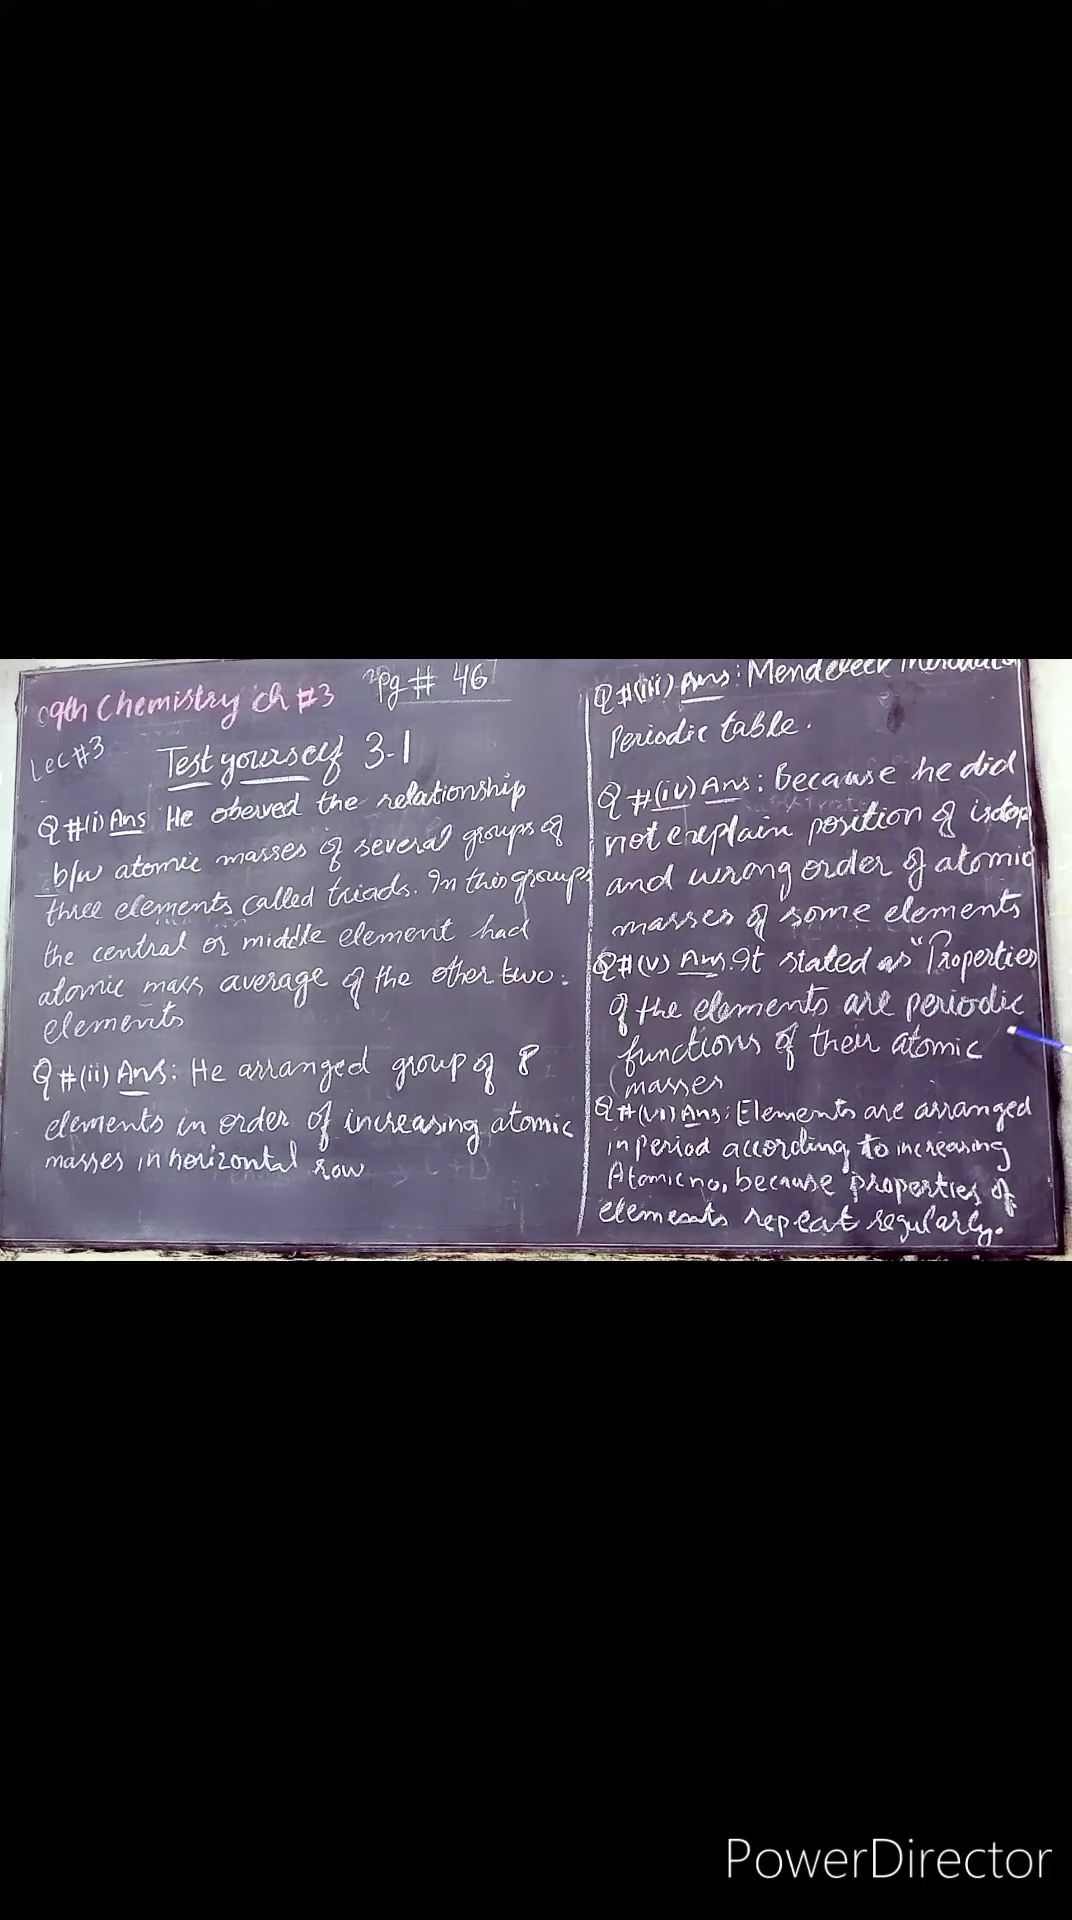 09th Chemistry ch #3
Pg # 46
Lec #3
Test yourself 3-1
Q #(i) Ans He obsrved the relationship
b/w atomic masses of several groups of
three elements called triads. In this groups
the central or middle element had
atomic mass average of the other two.
elements
Q #(ii) Ans: He arranged group of 8
elements in order of increasing atomic
masses in horizontal row
Q #(iii) Ans: Mendeleev
Periodic table.
Q #(iv) Ans: Because he did
not explain position of isotop
and wrong order of atomic
masses of some elements
Q #(v) Ans. It stated as "Properties
of the elements are periodic
functions of their atomic
masses
Q #(vi) Ans: Elements are arranged
in period according to increasing
Atomic no, because properties of
elements repeat regularly.
PowerDirector